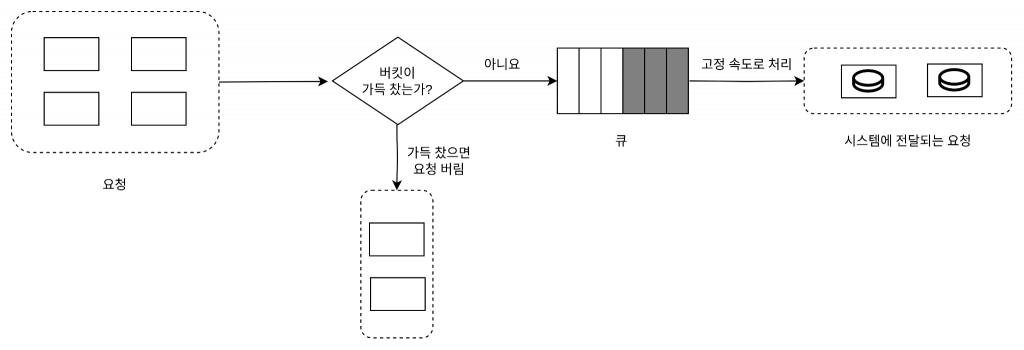 요청
버킷이
가득 찼는가?
아니요
가득 찼으면
요청 버림
큐
고정 속도로 처리
시스템에 전달되는 요청